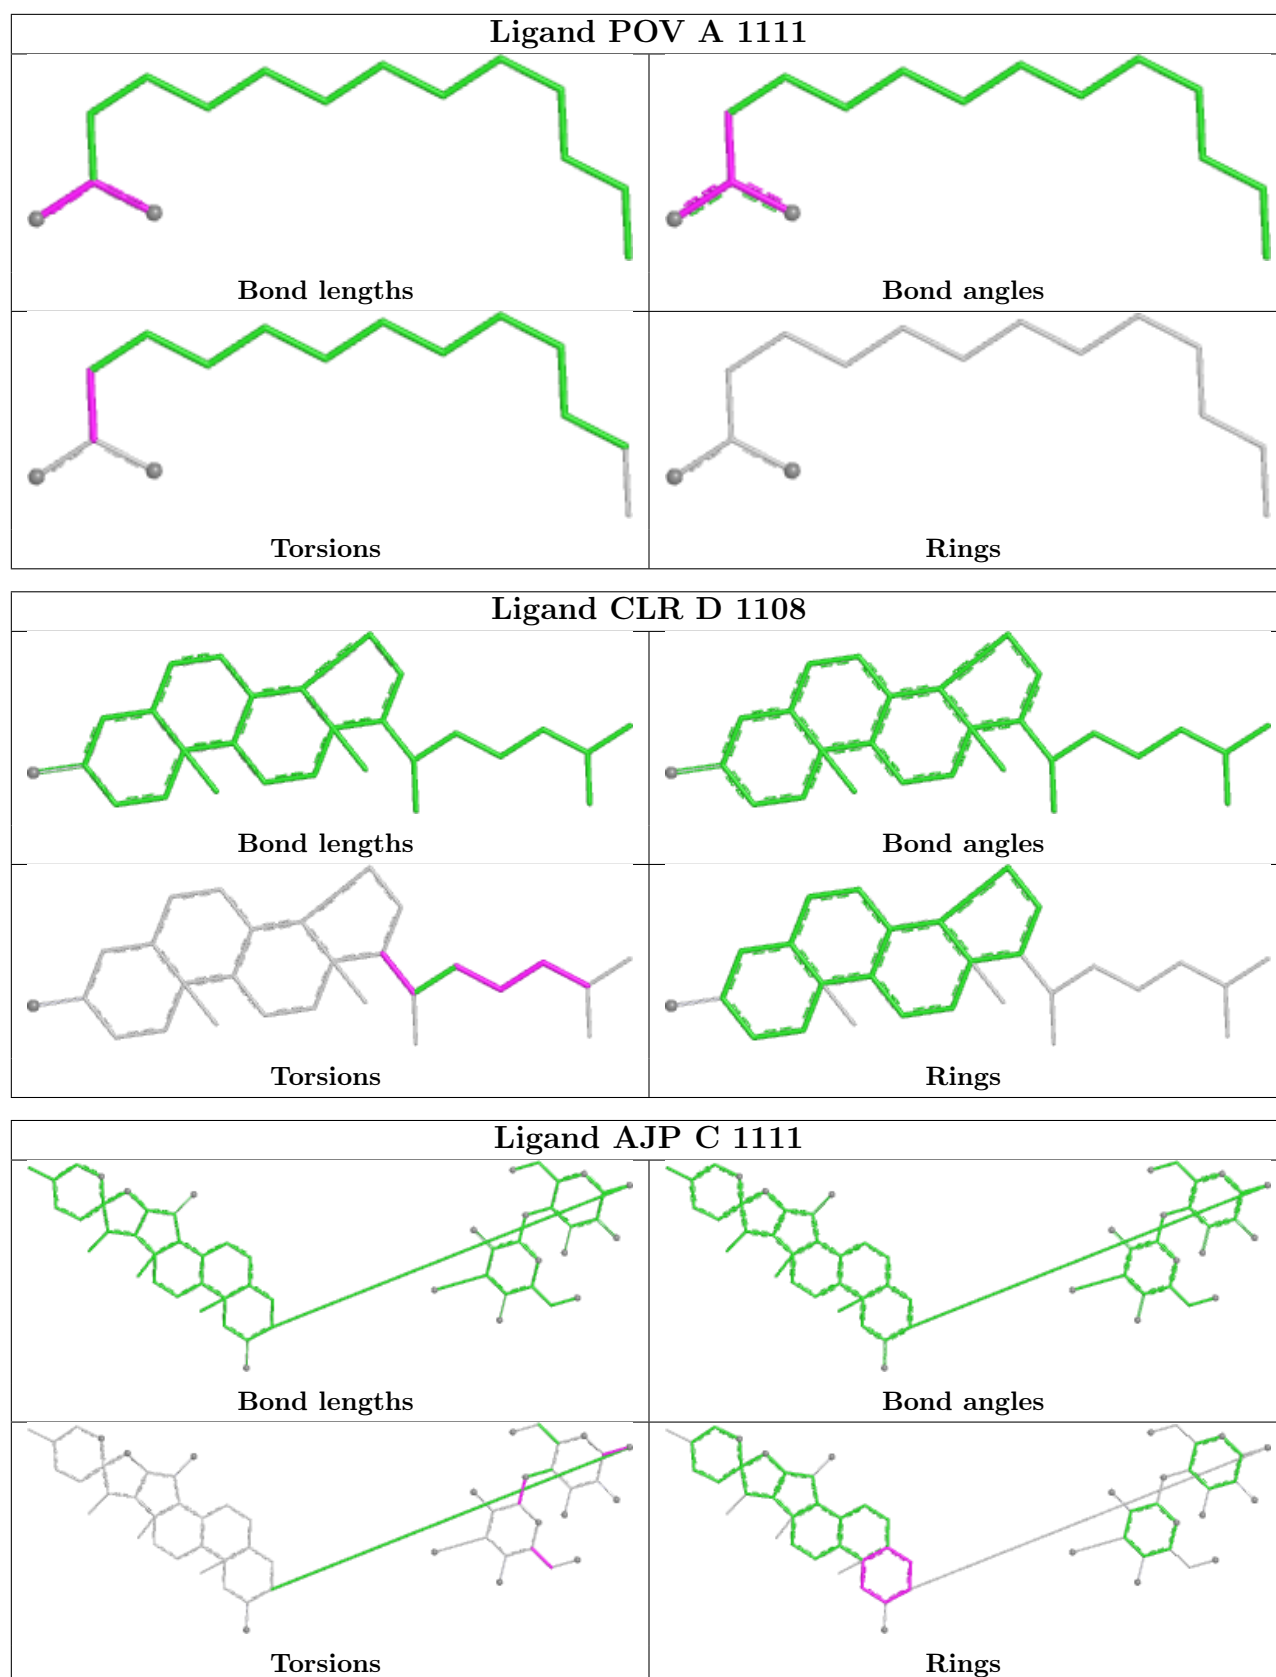 Ligand POV A 1111
Bond lengths
Bond angles
Torsions
Rings
Ligand CLR D 1108
Bond lengths
Bond angles
Torsions
Rings
Ligand AJP C 1111
Bond lengths
Bond angles
Torsions
Rings